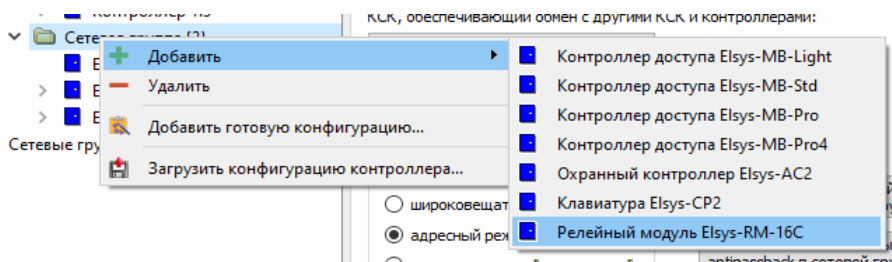 КСК, обеспечивающий обмен с другими КСК и контроллерами:
Добавить
Удалить
Добавить готовую конфигурацию...
Загрузить конфигурацию контроллера...
Контроллер доступа Elsys-MB-Light
Контроллер доступа Elsys-MB-Std
Контроллер доступа Elsys-MB-Pro
Контроллер доступа Elsys-MB-Pro4
Охранный контроллер Elsys-AC2
Клавиатура Elsys-CP2
Релейный модуль Elsys-RM-16C
Сетевые гру
широковещат
адресный реж